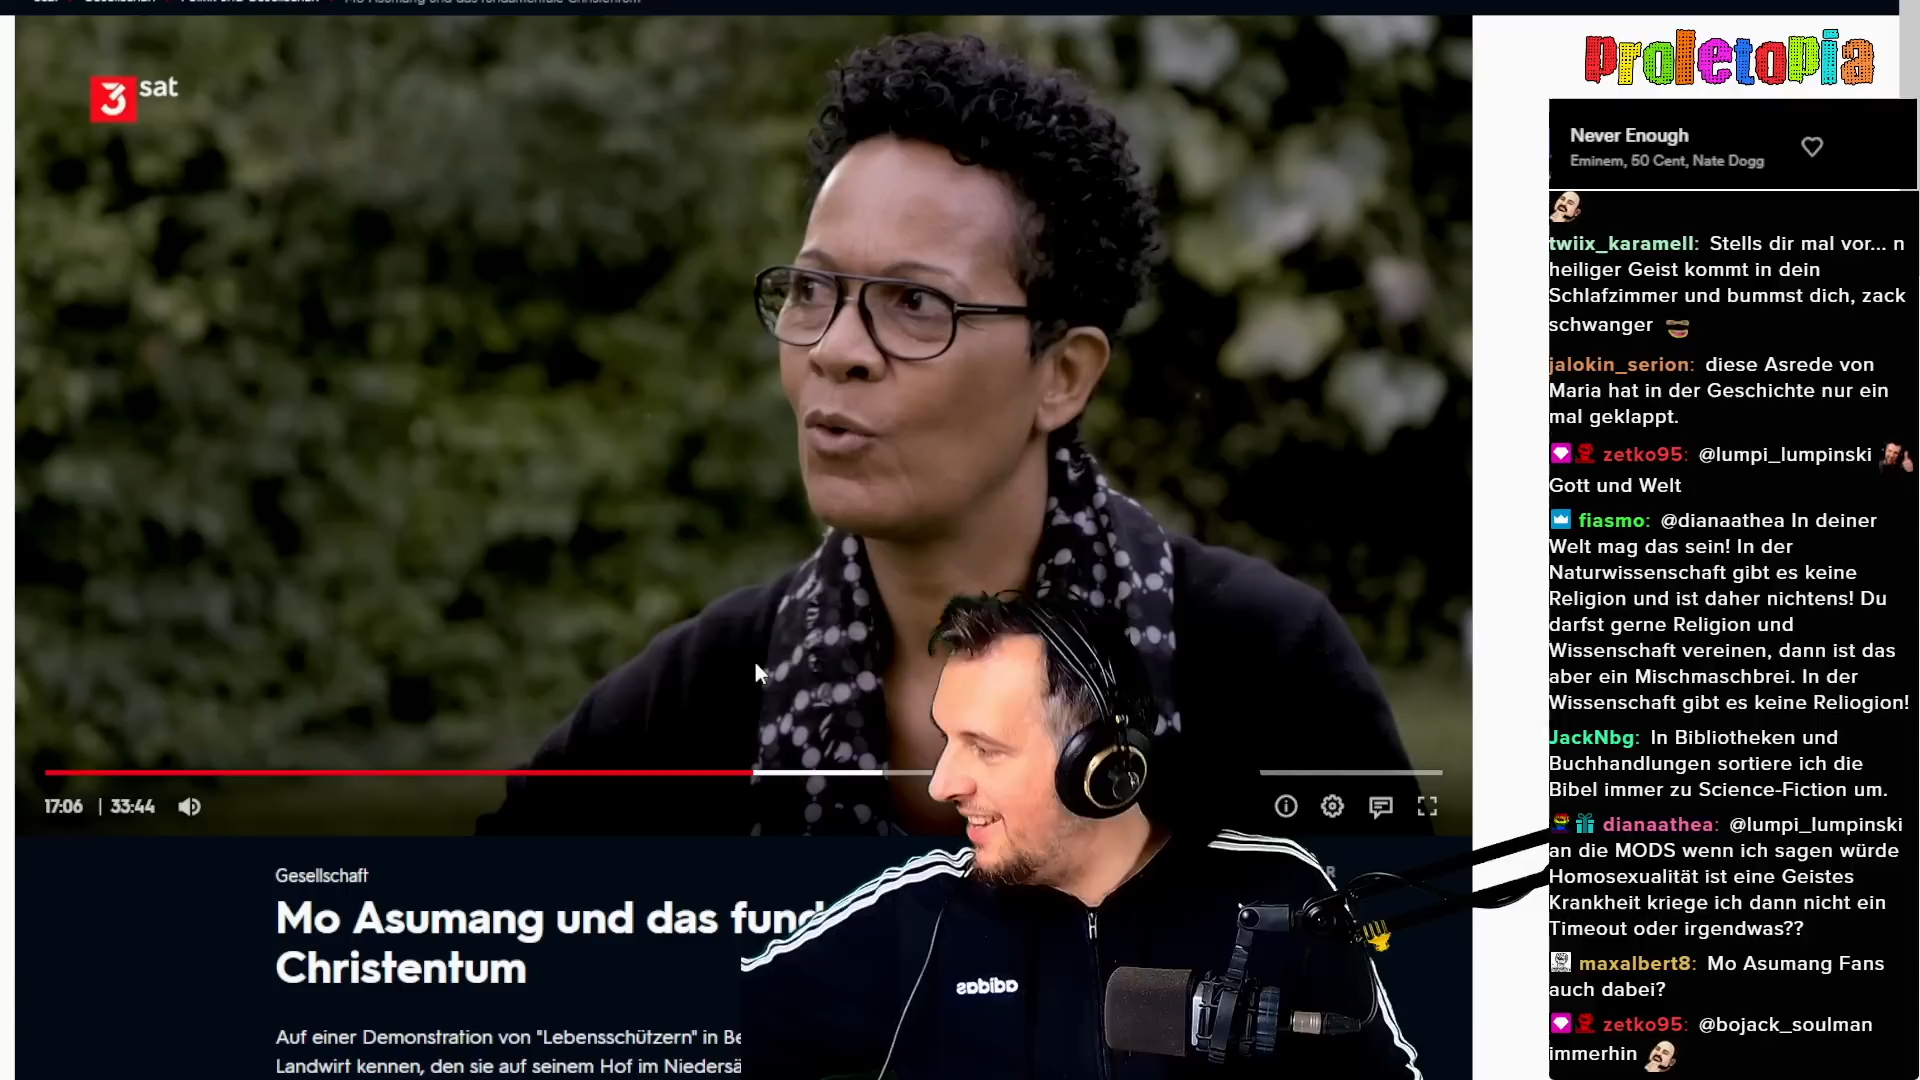 Mo Asumang und das fundamentale Christentum
3sat
Proletopia
Never Enough
Eminem, 50 Cent, Nate Dogg
twiix_karamell: Stells dir mal vor... n
heiliger Geist kommt in dein
Schlafzimmer und bummst dich, zack
schwanger
jalokin_serion: diese Asrede von
Maria hat in der Geschichte nur ein
mal geklappt.
zetko95: @lumpi_lumpinski
Gott und Welt
fiasmo: @dianaathea In deiner
Welt mag das sein! In der
Naturwissenschaft gibt es keine
Religion und ist daher nichtens! Du
darfst gerne Religion und
Wissenschaft vereinen, dann ist das
aber ein Mischmaschbrei. In der
Wissenschaft gibt es keine Reliogion!
JackNbg: In Bibliotheken und
Buchhandlungen sortiere ich die
Bibel immer zu Science-Fiction um.
dianaathea: @lumpi_lumpinski
an die MODS wenn ich sagen würde
Homosexualität ist eine Geistes
Krankheit kriege ich dann nicht ein
Timeout oder irgendwas??
maxalbert8: Mo Asumang Fans
auch dabei?
zetko95: @bojack_soulman
immerhin
17:06 | 33:44
Gesellschaft
Mo Asumang und das fund
Christentum
Auf einer Demonstration von "Lebensschützern" in Be
Landwirt kennen, den sie auf seinem Hof im Niedersä
adidas